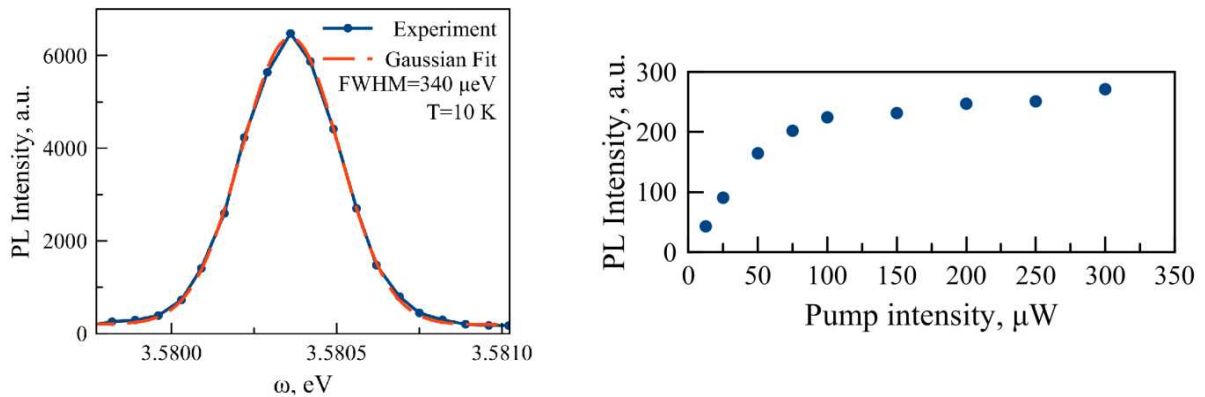 Experiment
Gaussian Fit
FWHM=340 µeV
T=10 K
6000
4000
2000
0
PL Intensity, a.u.
3.5800
3.5805
3.5810
ω, eV
300
200
100
0
PL Intensity, a.u.
0
50
100
150
200
250
300
350
Pump intensity, µW